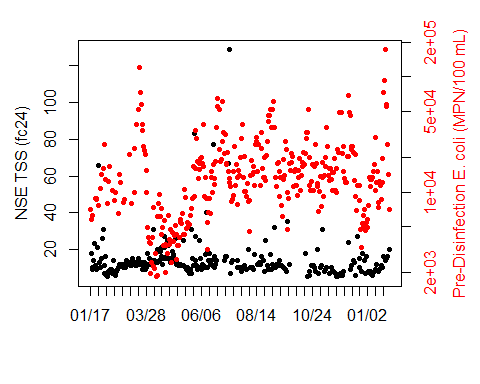 NSE TSS (fc24)
100
80
60
40
20
2e+05
5e+04
1e+04
2e+03
Pre-Disinfection E. coli (MPN/100 mL)
01/17 03/28 06/06 08/14 10/24 01/02